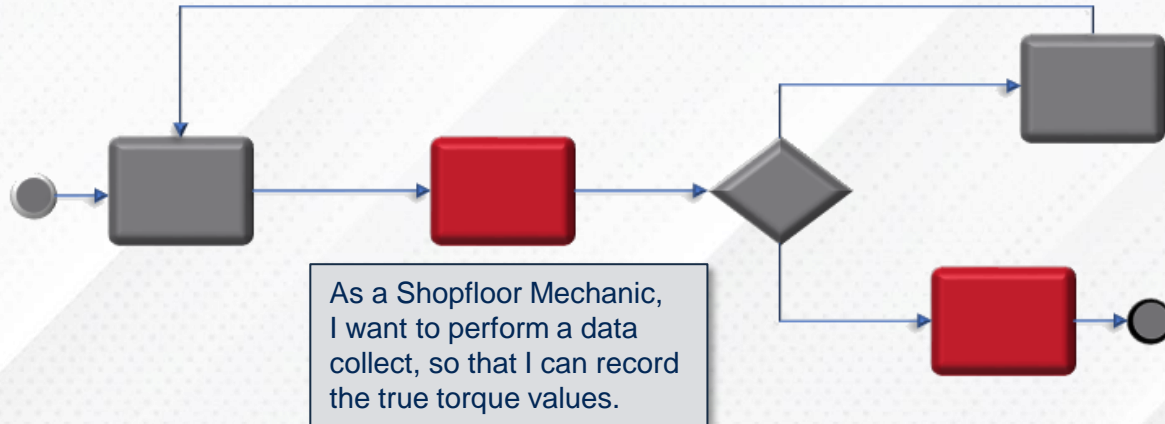 As a Shopfloor Mechanic,
I want to perform a data
collect, so that I can record
the true torque values.